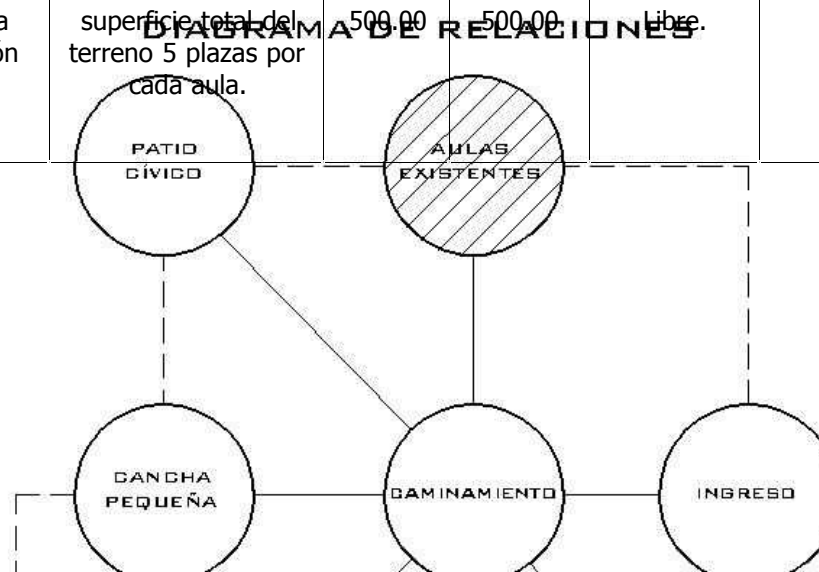 a
ón
superficie total del
terreno 5 plazas por
cada aula.
500.00
500.00
Libre.
DIAGRAMA DE RELACIONES
PATIO
CÍVICO
AULAS
EXISTENTES
CANCHA
PEQUEÑA
CAMINAMIENTO
INGRESO